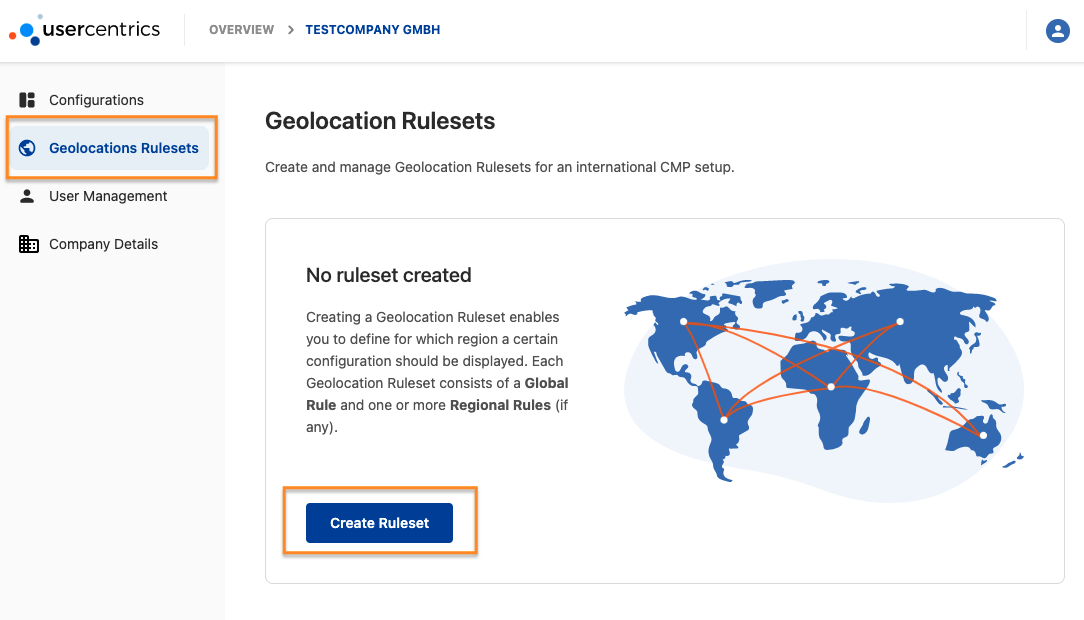 usercentrics
OVERVIEW > TESTCOMPANY GMBH
Configurations
Geolocations Rulesets
User Management
Company Details
Geolocation Rulesets
Create and manage Geolocation Rulesets for an international CMP setup.
No ruleset created
Creating a Geolocation Ruleset enables
you to define for which region a certain
configuration should be displayed. Each
Geolocation Ruleset consists of a Global
Rule and one or more Regional Rules (if
any).
Create Ruleset